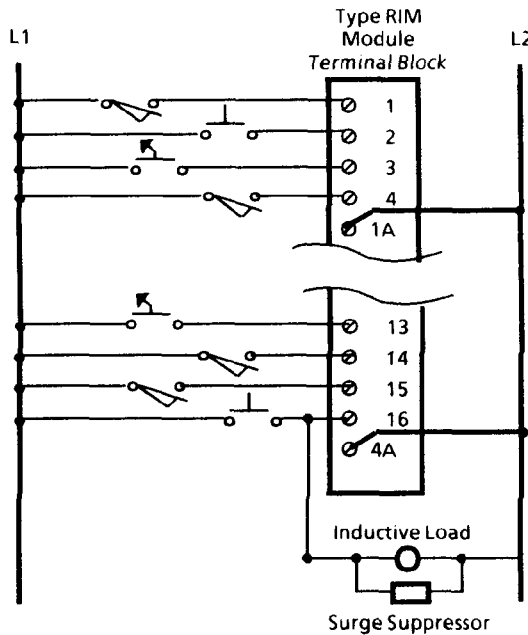 Type RIM
Module
Terminal Block
L1
L2
1
2
3
4
1A
13
14
15
16
4A
Inductive Load
Surge Suppressor